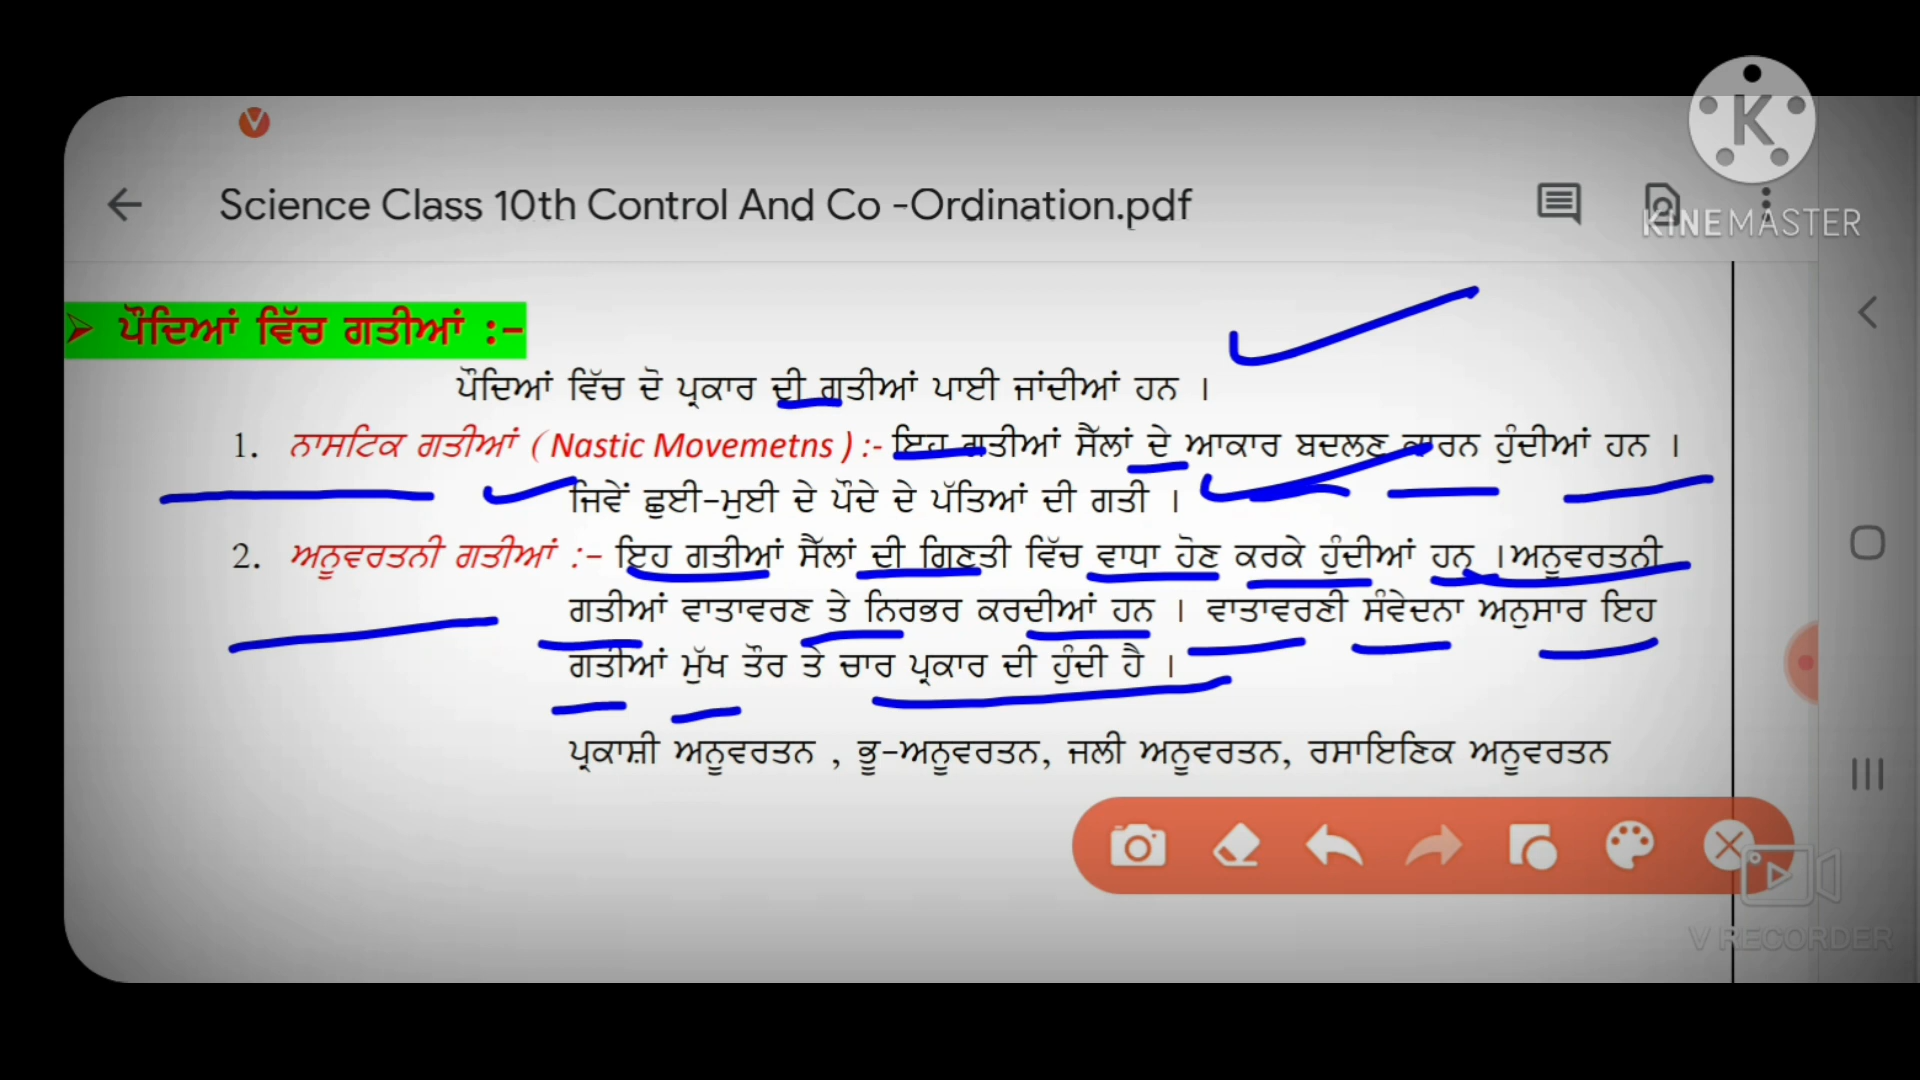 Science Class 10th Control And Co -Ordination.pdf
K
KINEMASTER
➢ ਪੌਦਿਆਂ ਵਿੱਚ ਗਤੀਆਂ :-
ਪੌਦਿਆਂ ਵਿੱਚ ਦੋ ਪ੍ਰਕਾਰ ਦੀ ਗਤੀਆਂ ਪਾਈ ਜਾਂਦੀਆਂ ਹਨ ।
1. ਨਾਸਟਿਕ ਗਤੀਆਂ ( Nastic Movemetns ) :- ਇਹ ਗਤੀਆਂ ਸੈੱਲਾਂ ਦੇ ਆਕਾਰ ਬਦਲਣ ਕਾਰਨ ਹੁੰਦੀਆਂ ਹਨ ।
ਜਿਵੇਂ ਛੁਈ-ਮੁਈ ਦੇ ਪੌਦੇ ਦੇ ਪੱਤਿਆਂ ਦੀ ਗਤੀ ।
2. ਅਨੂਵਰਤਨੀ ਗਤੀਆਂ :- ਇਹ ਗਤੀਆਂ ਸੈੱਲਾਂ ਦੀ ਗਿਣਤੀ ਵਿੱਚ ਵਾਧਾ ਹੋਣ ਕਰਕੇ ਹੁੰਦੀਆਂ ਹਨ ।ਅਨੂਵਰਤਨੀ
ਗਤੀਆਂ ਵਾਤਾਵਰਣ ਤੇ ਨਿਰਭਰ ਕਰਦੀਆਂ ਹਨ । ਵਾਤਾਵਰਣੀ ਸੰਵੇਦਨਾ ਅਨੁਸਾਰ ਇਹ
ਗਤੀਆਂ ਮੁੱਖ ਤੌਰ ਤੇ ਚਾਰ ਪ੍ਰਕਾਰ ਦੀ ਹੁੰਦੀ ਹੈ ।
ਪ੍ਰਕਾਸ਼ੀ ਅਨੂਵਰਤਨ , ਭੂ-ਅਨੂਵਰਤਨ, ਜਲੀ ਅਨੂਵਰਤਨ, ਰਸਾਇਣਿਕ ਅਨੂਵਰਤਨ
V RECORDER